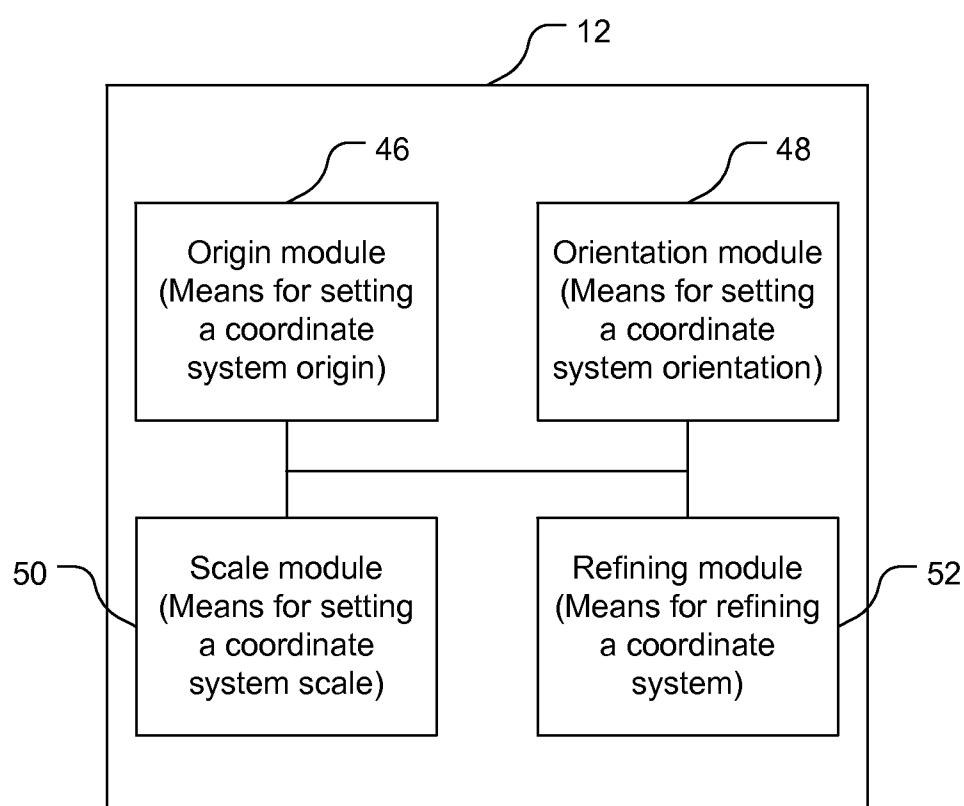 12
46
48
Origin module
(Means for setting
a coordinate
system origin)
Orientation module
(Means for setting
a coordinate
system orientation)
50
Scale module
(Means for setting
a coordinate
system scale)
Refining module
(Means for refining
a coordinate
system)
52